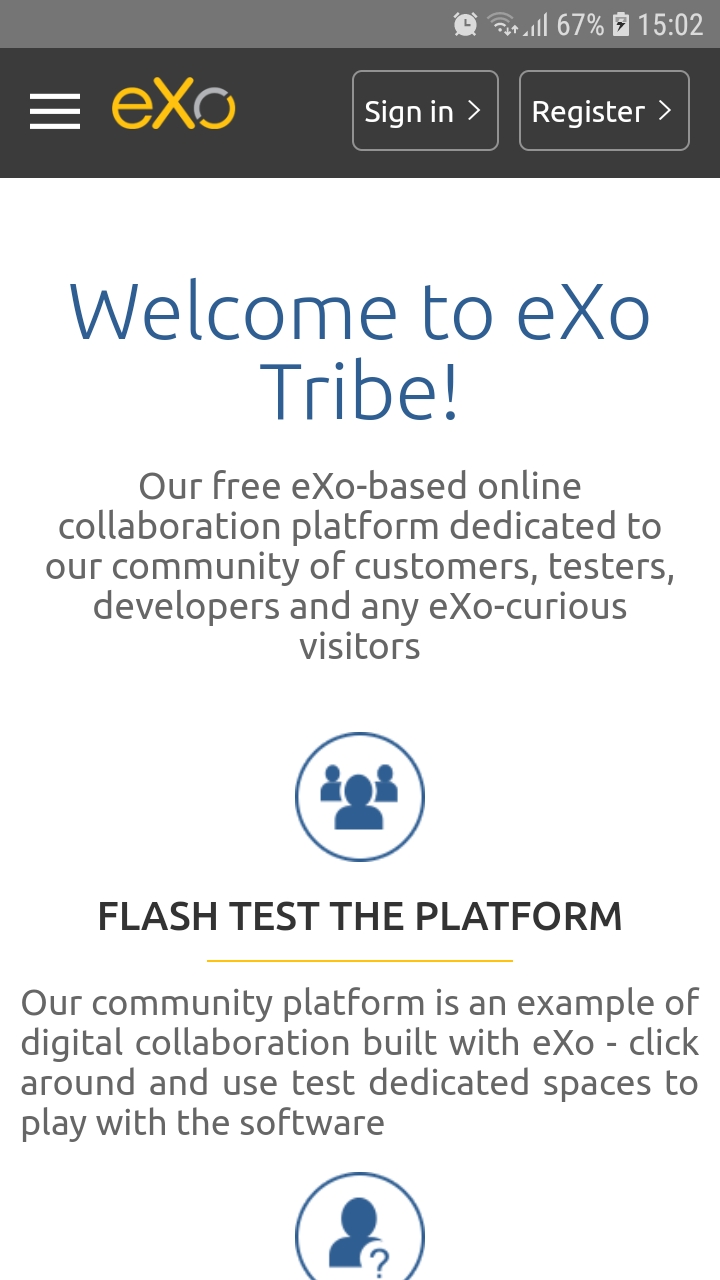 67% 15:02
eXo Sign in Register
Welcome to eXo
Tribe!
Our free eXo-based online
collaboration platform dedicated to
our community of customers, testers,
developers and any eXo-curious
visitors
FLASH TEST THE PLATFORM
Our community platform is an example of
digital collaboration built with eXo - click
around and use test dedicated spaces to
play with the software
?